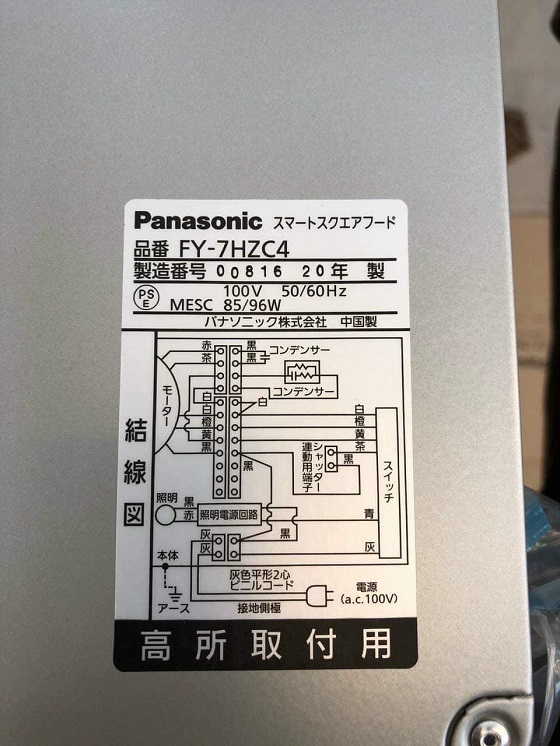 Panasonic スマートスクエアフード
品番 FY-7HZC4
製造番号 00816 20年 製
PS
E
100V 50/60Hz
MESC 85/96W
パナソニック株式会社 中国製
結線図
モーター
赤
茶
白
白
橙
黄
黒
黒
黒
コンデンサー
コンデンサー
白
黒
シャッター
連動用
端子
黒
白
橙
黄
茶
スイッチ
照明
黒
赤
照明電源回路
青
灰
灰
黒
灰
本体
アース
灰色平形2心
ビニルコード
接地側極
電源
(a.c.100V)
高所取付用